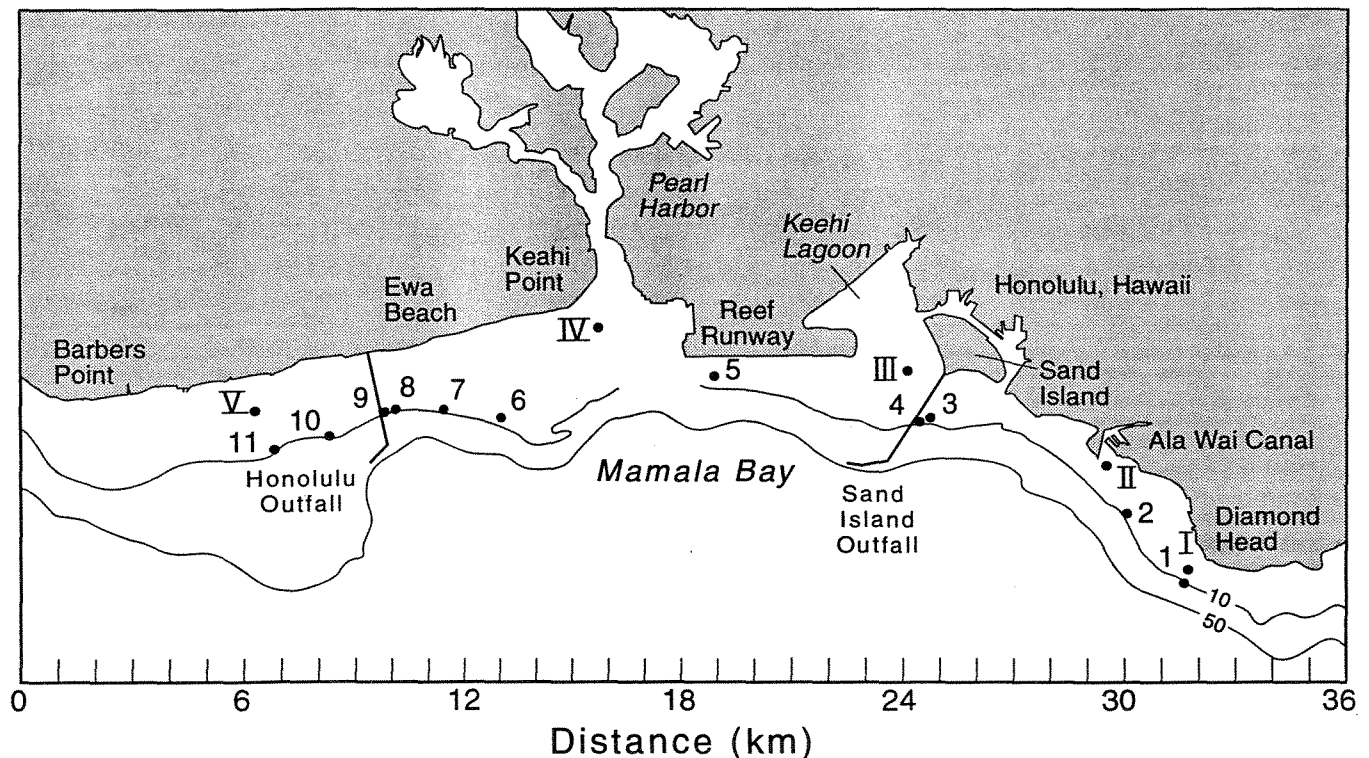 Pearl
Harbor
Keehi
Lagoon
Keahi
Point
Honolulu, Hawaii
Ewa
Beach
Reef
Runway
IV
Barbers
Point
III
Sand
Island
5
V
9
8
7
6
4
3
10
11
Ala Wai Canal
Honolulu
Outfall
Mamala Bay
II
Sand
Island
Outfall
2
Diamond
Head
I
1
10
50
0 6 12 18 24 30 36
Distance (km)